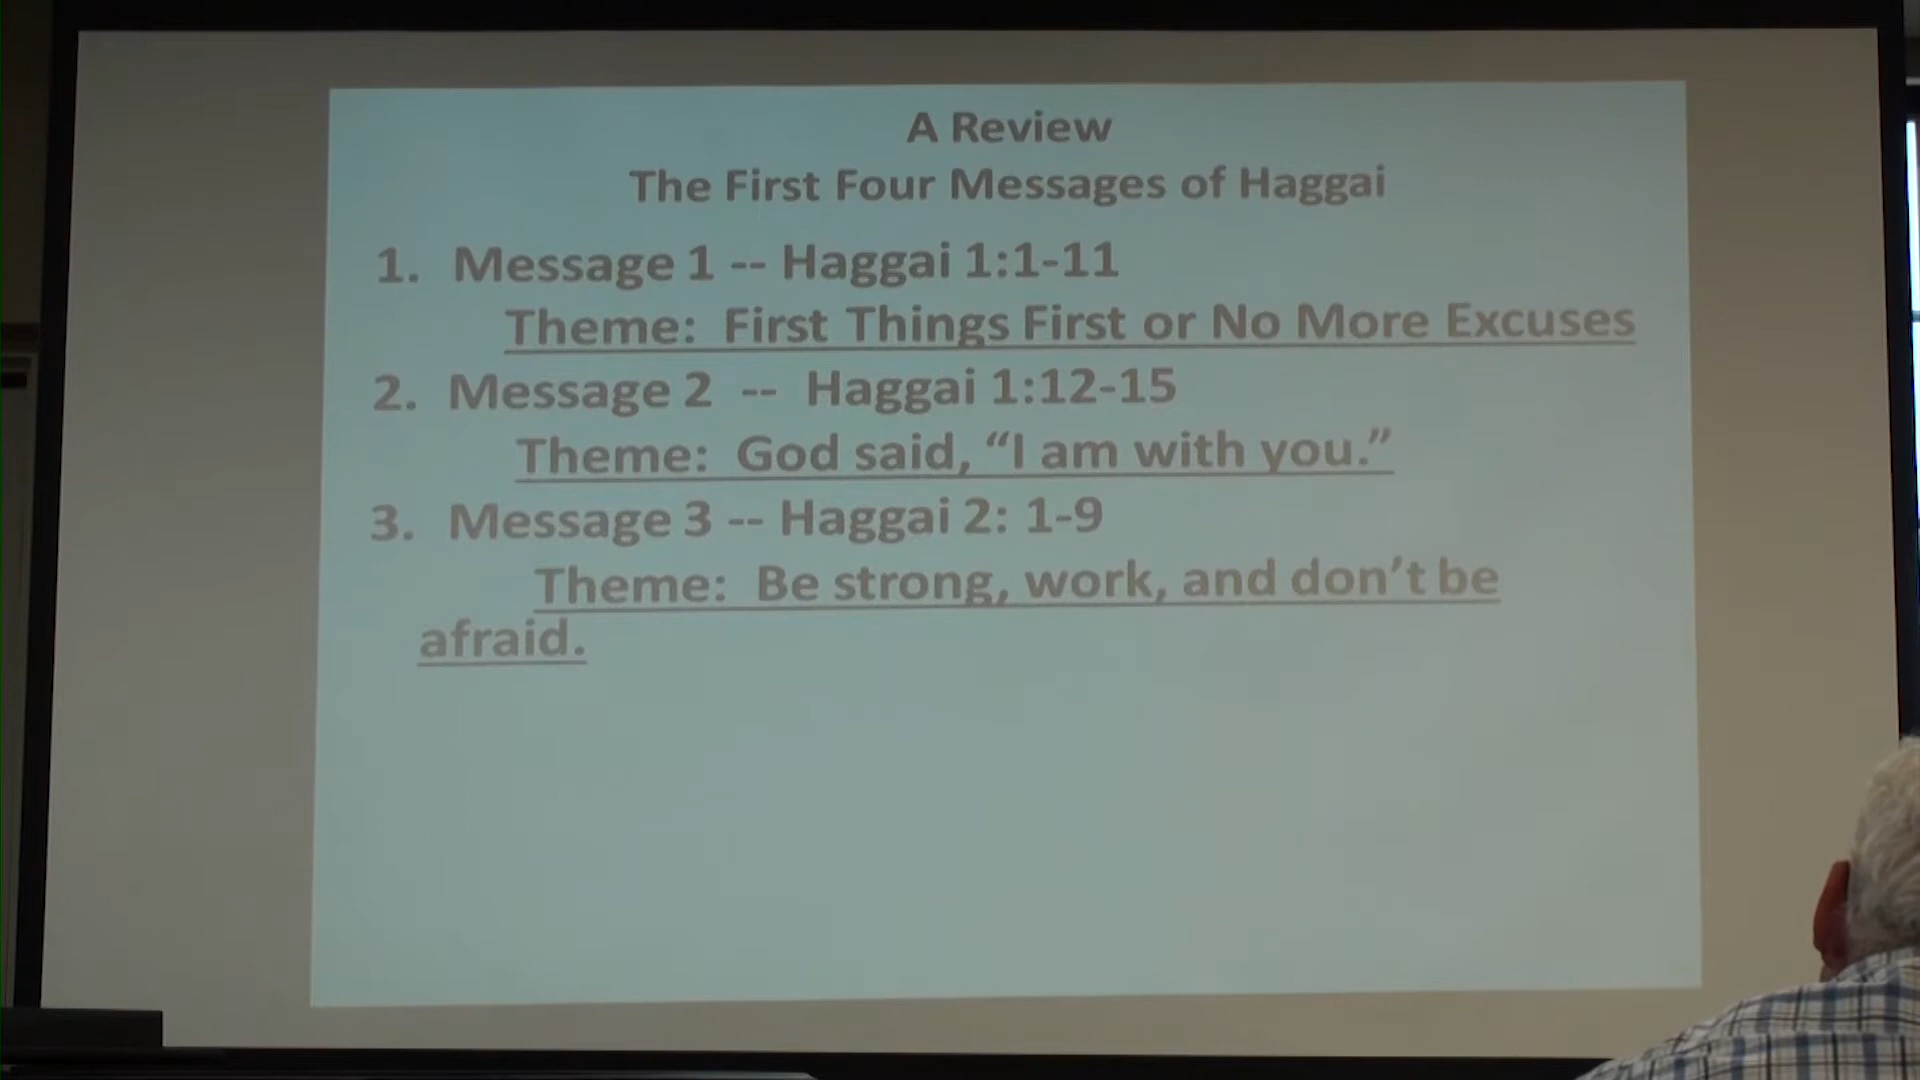 A Review
The First Four Messages of Haggai
1. Message 1 -- Haggai 1:1-11
Theme: First Things First or No More Excuses
2. Message 2 -- Haggai 1:12-15
Theme: God said, “I am with you.”
3. Message 3 -- Haggai 2: 1-9
Theme: Be strong, work, and don’t be
afraid.